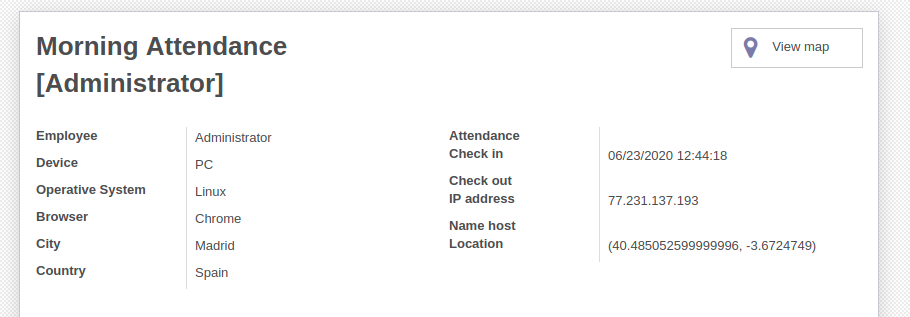 Morning Attendance
[Administrator]
View map
Employee Administrator
Device PC
Operative System Linux
Browser Chrome
City Madrid
Country Spain
Attendance
Check in 06/23/2020 12:44:18
Check out
IP address 77.231.137.193
Name host
Location (40.485052599999996, -3.6724749)